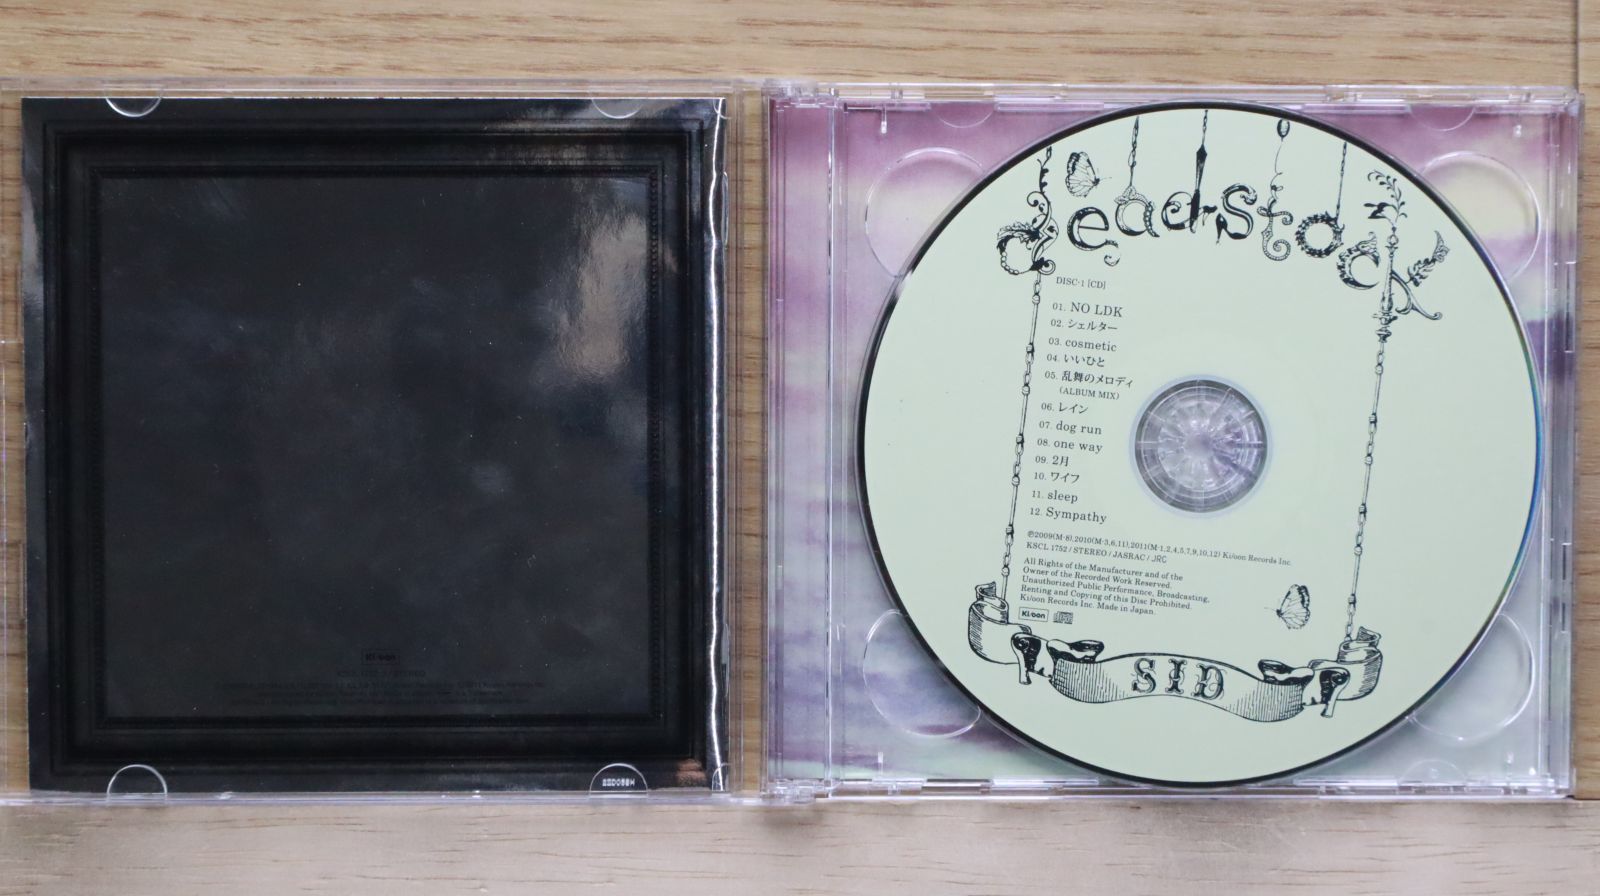 Ki/oon
dead stock
DISC-1 [CD]
01. NO LDK
02. シェルター
03. cosmetic
04. いいひと
05. 乱舞のメロディ
(ALBUM MIX)
06. レイン
07. dog run
08. one way
09. 2月
10. ワイフ
11. sleep
12. Sympathy
℗2009(M-8),2010(M-3,6,11),2011(M-1,2,4,5,7,9,10,12) Ki/oon Records Inc.
KSCL 1752 / STEREO / JASRAC / JRC
All Rights of the Manufacturer and of the
Owner of the Recorded Work Reserved.
Unauthorized Public Performance, Broadcasting,
Renting and Copying of this Disc Prohibited.
Ki/oon Records Inc. Made in Japan.
Ki/oon
SID